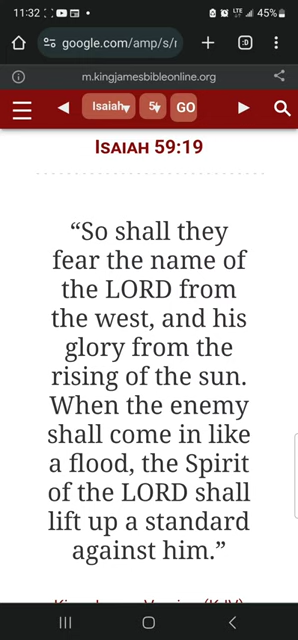 11:32
LTE 45%
google.com/amp/s/r
:D
m.kingjamesbibleonline.org
Isaiah 5 GO
ISAIAH 59:19
“So shall they
fear the name of
the LORD from
the west, and his
glory from the
rising of the sun.
When the enemy
shall come in like
a flood, the Spirit
of the LORD shall
lift up a standard
against him.”